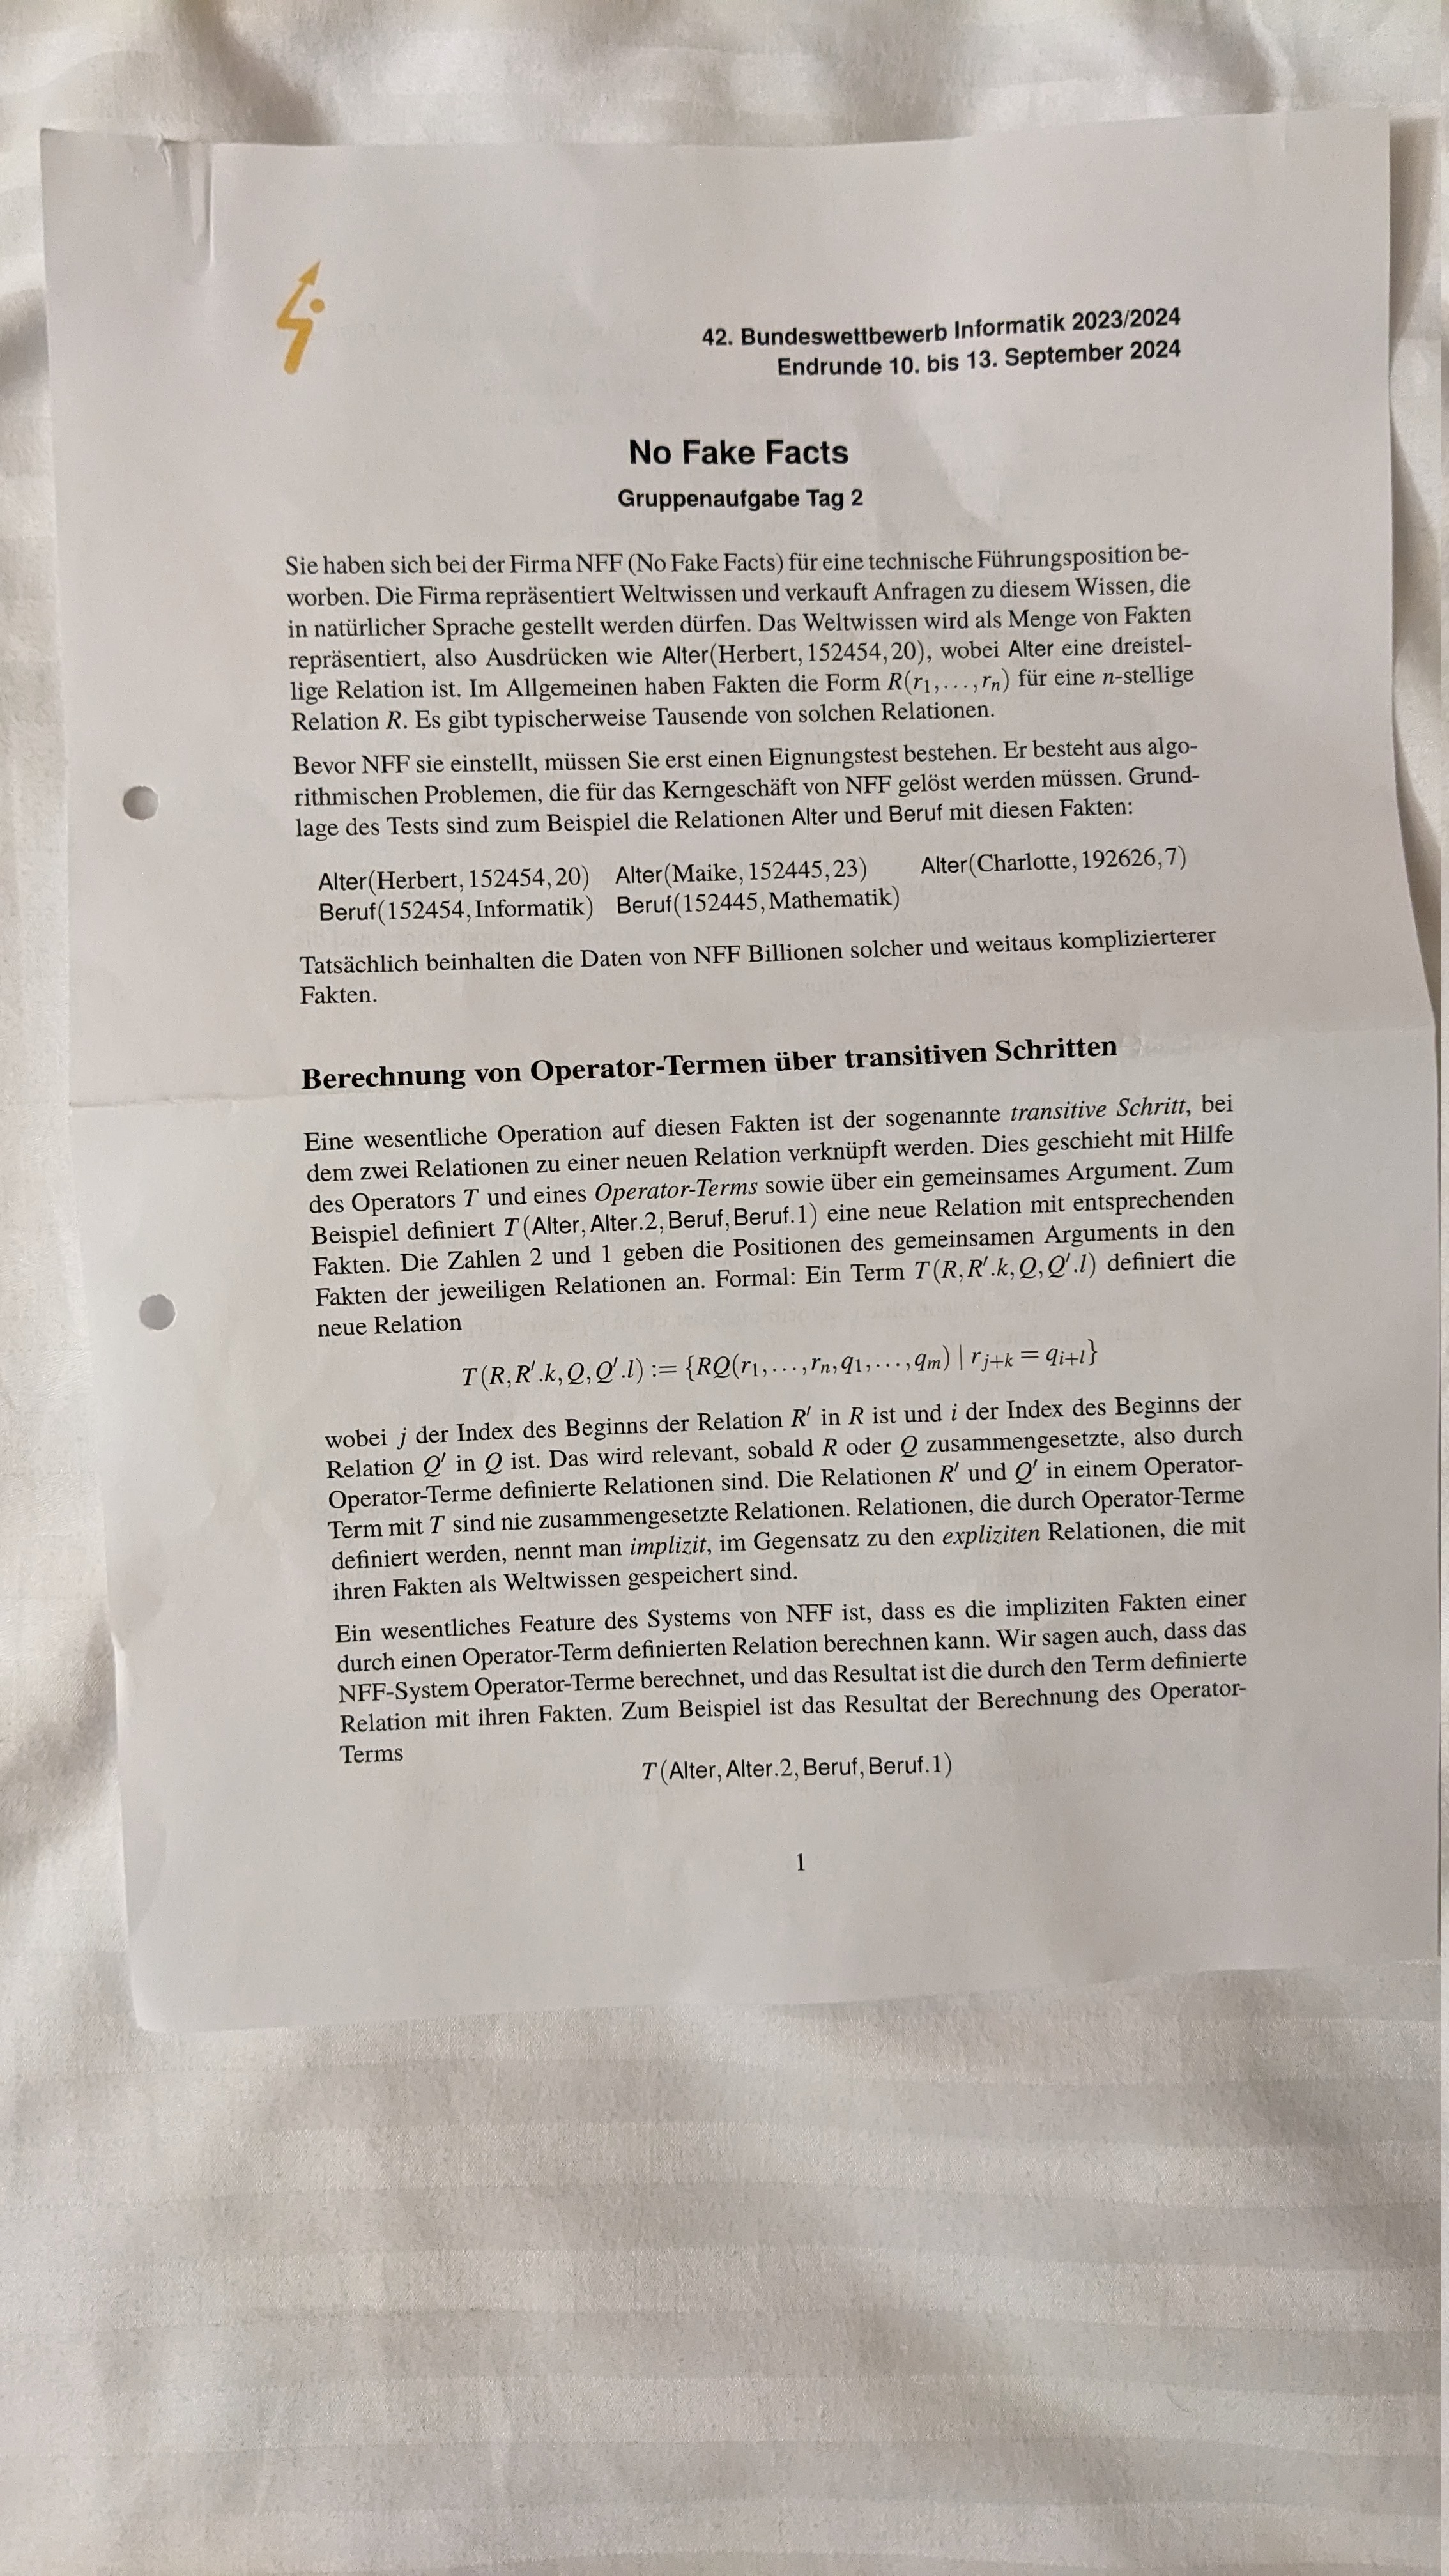 42. Bundeswettbewerb Informatik 2023/2024
Endrunde 10. bis 13. September 2024
No Fake Facts
Gruppenaufgabe Tag 2
Sie haben sich bei der Firma NFF (No Fake Facts) für eine technische Führungsposition be-
worben. Die Firma repräsentiert Weltwissen und verkauft Anfragen zu diesem Wissen, die
in natürlicher Sprache gestellt werden dürfen. Das Weltwissen wird als Menge von Fakten
repräsentiert, also Ausdrücken wie Alter(Herbert, 152454, 20), wobei Alter eine dreistel-
lige Relation ist. Im Allgemeinen haben Fakten die Form R(r₁,...,rₙ) für eine n-stellige
Relation R. Es gibt typischerweise Tausende von solchen Relationen.
Bevor NFF sie einstellt, müssen Sie erst einen Eignungstest bestehen. Er besteht aus algo-
rithmischen Problemen, die für das Kerngeschäft von NFF gelöst werden müssen. Grund-
lage des Tests sind zum Beispiel die Relationen Alter und Beruf mit diesen Fakten:
Alter(Herbert, 152454, 20) Alter(Maike, 152445, 23) Alter(Charlotte, 192626, 7)
Beruf(152454, Informatik) Beruf(152445, Mathematik)
Tatsächlich beinhalten die Daten von NFF Billionen solcher und weitaus komplizierterer
Fakten.
Berechnung von Operator-Termen über transitiven Schritten
Eine wesentliche Operation auf diesen Fakten ist der sogenannte transitive Schritt, bei
dem zwei Relationen zu einer neuen Relation verknüpft werden. Dies geschieht mit Hilfe
des Operators T und eines Operator-Terms sowie über ein gemeinsames Argument. Zum
Beispiel definiert T(Alter, Alter.2, Beruf, Beruf.1) eine neue Relation mit entsprechenden
Fakten. Die Zahlen 2 und 1 geben die Positionen des gemeinsamen Arguments in den
Fakten der jeweiligen Relationen an. Formal: Ein Term T(R,R′.k,Q,Q′.l) definiert die
neue Relation
T(R,R′.k,Q,Q′.l) := {RQ(r₁,...,rₙ,q₁,...,qₘ) | rⱼ₊ₖ = qᵢ₊ₗ}
wobei j der Index des Beginns der Relation R′ in R ist und i der Index des Beginns der
Relation Q′ in Q ist. Das wird relevant, sobald R oder Q zusammengesetzte, also durch
Operator-Terme definierte Relationen sind. Die Relationen R′ und Q′ in einem Operator-
Term mit T sind nie zusammengesetzte Relationen. Relationen, die durch Operator-Terme
definiert werden, nennt man implizit, im Gegensatz zu den expliziten Relationen, die mit
ihren Fakten als Weltwissen gespeichert sind.
Ein wesentliches Feature des Systems von NFF ist, dass es die impliziten Fakten einer
durch einen Operator-Term definierten Relation berechnen kann. Wir sagen auch, dass das
NFF-System Operator-Terme berechnet, und das Resultat ist die durch den Term definierte
Relation mit ihren Fakten. Zum Beispiel ist das Resultat der Berechnung des Operator-
Terms
T(Alter, Alter.2, Beruf, Beruf.1)
1